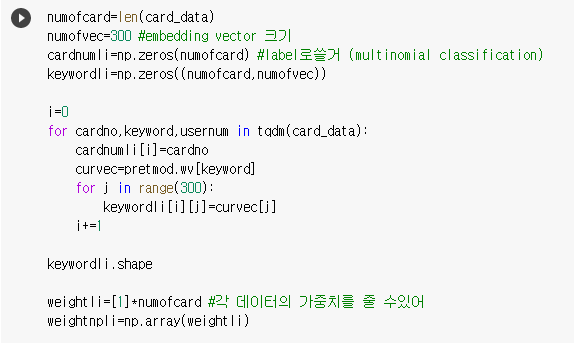 numofcard=len(card_data)
numofvec=300 #embedding vector 크기
cardnumli=np.zeros(numofcard) #label로쓸거 (multinomial classification)
keywordli=np.zeros((numofcard,numofvec))
i=0
for cardno,keyword,usernum in tqdm(card_data):
    cardnumli[i]=cardno
    curvec=pretmod.wv[keyword]
    for j in range(300):
        keywordli[i][j]=curvec[j]
    i+=1
keywordli.shape
weightli=[1]*numofcard #각 데이터의 가중치를 줄 수있어
weightnpli=np.array(weightli)